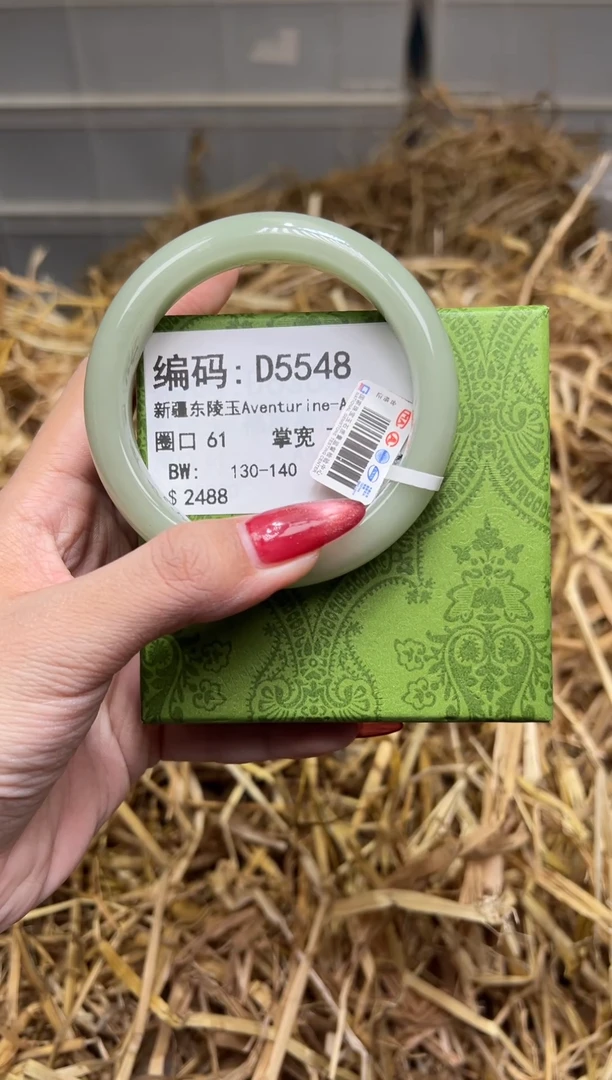 编码: D5548
新疆东陵玉Aventurine-A
圈口 61 掌宽
BW: 130-140
$ 2488